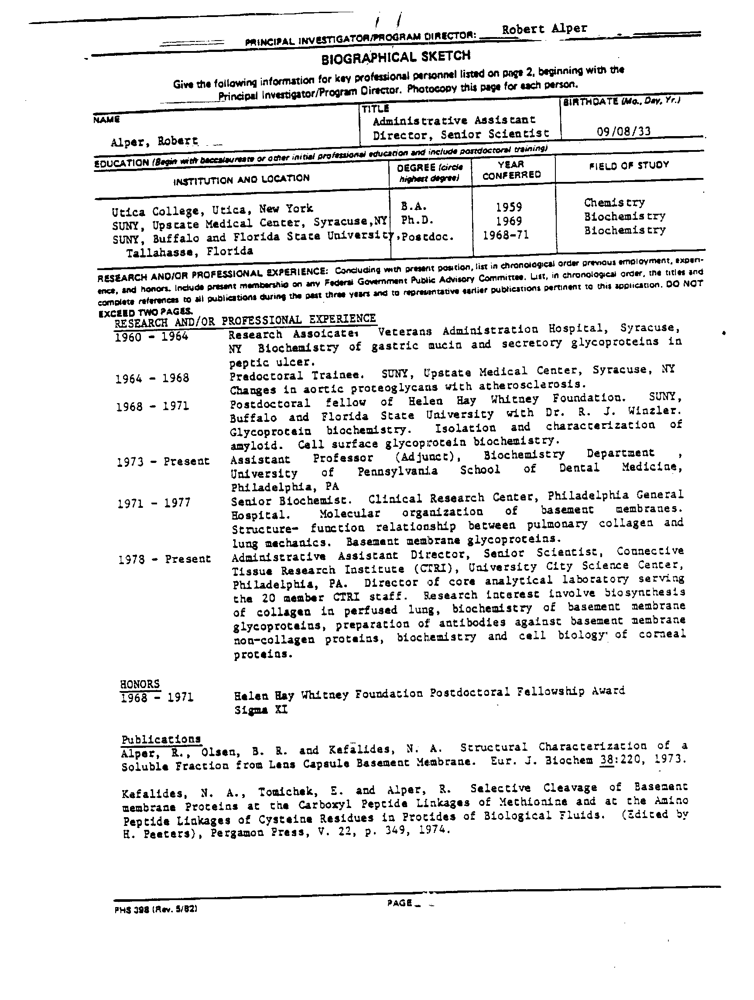 PRINCIPAL INVESTIGATOR/PROGRAM DIRECTOR: Robert Alper
BIOGRAPHICAL SKETCH
Give the following information for key professional personnel listed on page 2, beginning with the
Principal Investigator/Program Director. Photocopy this page for each person.
NAME
Alper, Robert
TITLE
Administrative Assistant
Director, Senior Scientist
BIRTHDATE (Mo., Day, Yr.)
09/08/33
EDUCATION (Begin with baccalaureate or other initial professional education and include postdoctoral training)
INSTITUTION AND LOCATION
DEGREE (circle highest degree)
YEAR CONFERRED
FIELD OF STUDY
Utica College, Utica, New York B.A. 1959 Chemistry
SUNY, Upstate Medical Center, Syracuse,NY Ph.D. 1969 Biochemistry
SUNY, Buffalo and Florida State University, Postdoc. 1968-71 Biochemistry
Tallahasse, Florida
RESEARCH AND/OR PROFESSIONAL EXPERIENCE: Concluding with present position, list in chronological order previous employment, experi-
ence, and honors. Include present membership on any Federal Government Public Advisory Committee. List, in chronological order, the titles and
complete references to all publications during the past three years and to representative earlier publications pertinent to this application. DO NOT
EXCEED TWO PAGES.
RESEARCH AND/OR PROFESSIONAL EXPERIENCE
1960 - 1964 Research Assoicate: Veterans Administration Hospital, Syracuse,
NY Biochemistry of gastric mucin and secretory glycoproteins in
peptic ulcer.
1964 - 1968 Predoctoral Trainee. SUNY, Upstate Medical Center, Syracuse, NY
Changes in aortic proteoglycans with atherosclerosis.
1968 - 1971 Postdoctoral fellow of Helen Hay Whitney Foundation. SUNY,
Buffalo and Florida State University with Dr. R. J. Winzler.
Glycoprotein biochemistry. Isolation and characterization of
amyloid. Cell surface glycoprotein biochemistry.
1973 - Present Assistant Professor (Adjunct), Biochemistry Department ,
University of Pennsylvania School of Dental Medicine,
Philadelphia, PA
1971 - 1977 Senior Biochemist. Clinical Research Center, Philadelphia General
Hospital. Molecular organization of basement membranes.
Structure- function relationship between pulmonary collagen and
lung mechanics. Basement membrane glycoproteins.
1978 - Present Administrative Assistant Director, Senior Scientist, Connective
Tissue Research Institute (CTRI), University City Science Center,
Philadelphia, PA. Director of core analytical laboratory serving
the 20 member CTRI staff. Research interest involve biosynthesis
of collagen in perfused lung, biochemistry of basement membrane
glycoproteins, preparation of antibodies against basement membrane
non-collagen proteins, biochemistry and cell biology of corneal
proteins.
HONORS
1968 - 1971 Helen Hay Whitney Foundation Postdoctoral Fellowship Award
Sigma XI
Publications
Alper, R., Olsen, B. R. and Kefalides, N. A. Structural Characterization of a
Soluble Fraction from Lens Capsule Basement Membrane. Eur. J. Biochem 38:220, 1973.
Kefalides, N. A., Tomichek, E. and Alper, R. Selective Cleavage of Basement
membrane Proteins at the Carboxyl Peptide Linkages of Methionine and at the Amino
Peptide Linkages of Cysteine Residues in Protides of Biological Fluids. (Edited by
H. Peeters), Pergamon Press, V. 22, p. 349, 1974.
PHS 398 (Rev. 5/82)
PAGE